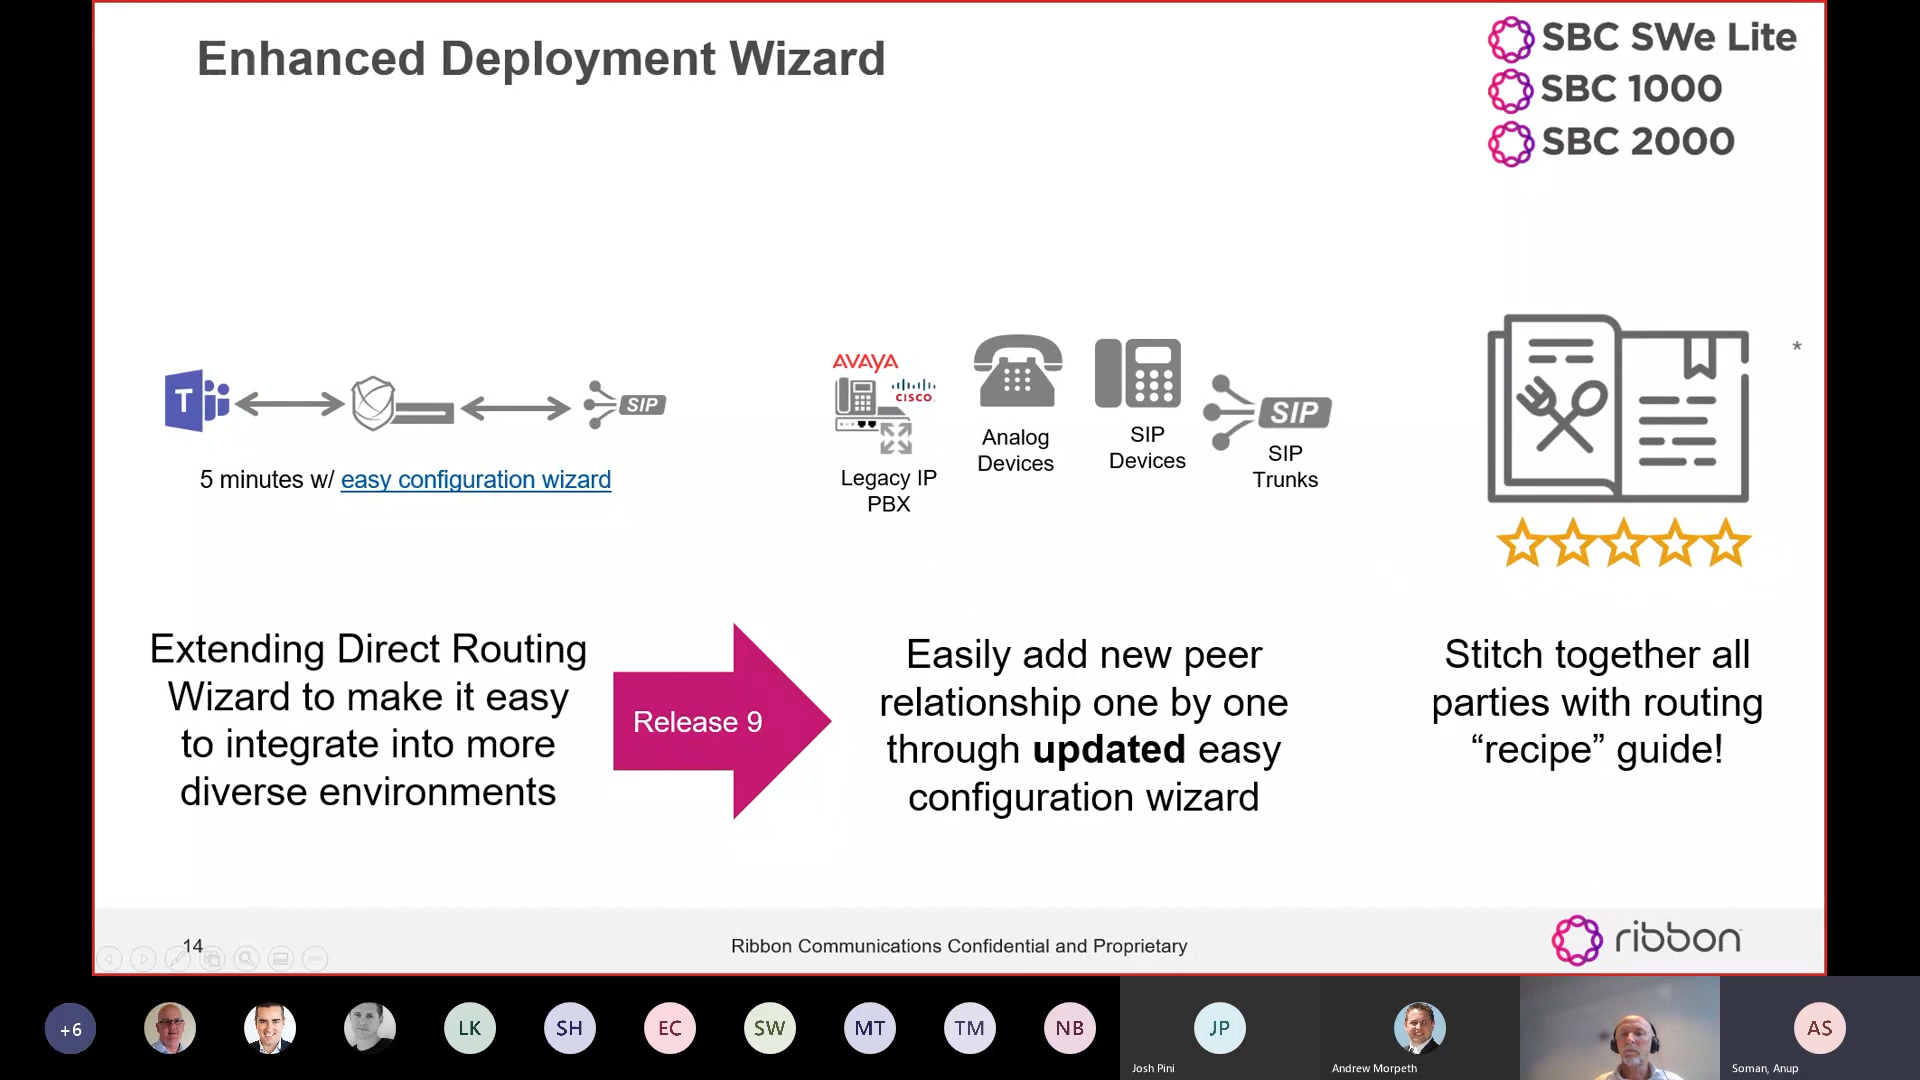 Enhanced Deployment Wizard
SBC SWe Lite
SBC 1000
SBC 2000
T
SIP
5 minutes w/ easy configuration wizard
AVAYA
CISCO
Legacy IP
PBX
Analog
Devices
SIP
Devices
SIP
SIP
Trunks
*
Extending Direct Routing
Wizard to make it easy
to integrate into more
diverse environments
Release 9
Easily add new peer
relationship one by one
through updated easy
configuration wizard
Stitch together all
parties with routing
“recipe” guide!
14
Ribbon Communications Confidential and Proprietary
ribbon
+6
LK
SH
EC
SW
MT
TM
NB
JP
Josh Pini
Andrew Morpeth
AS
Soman, Anup